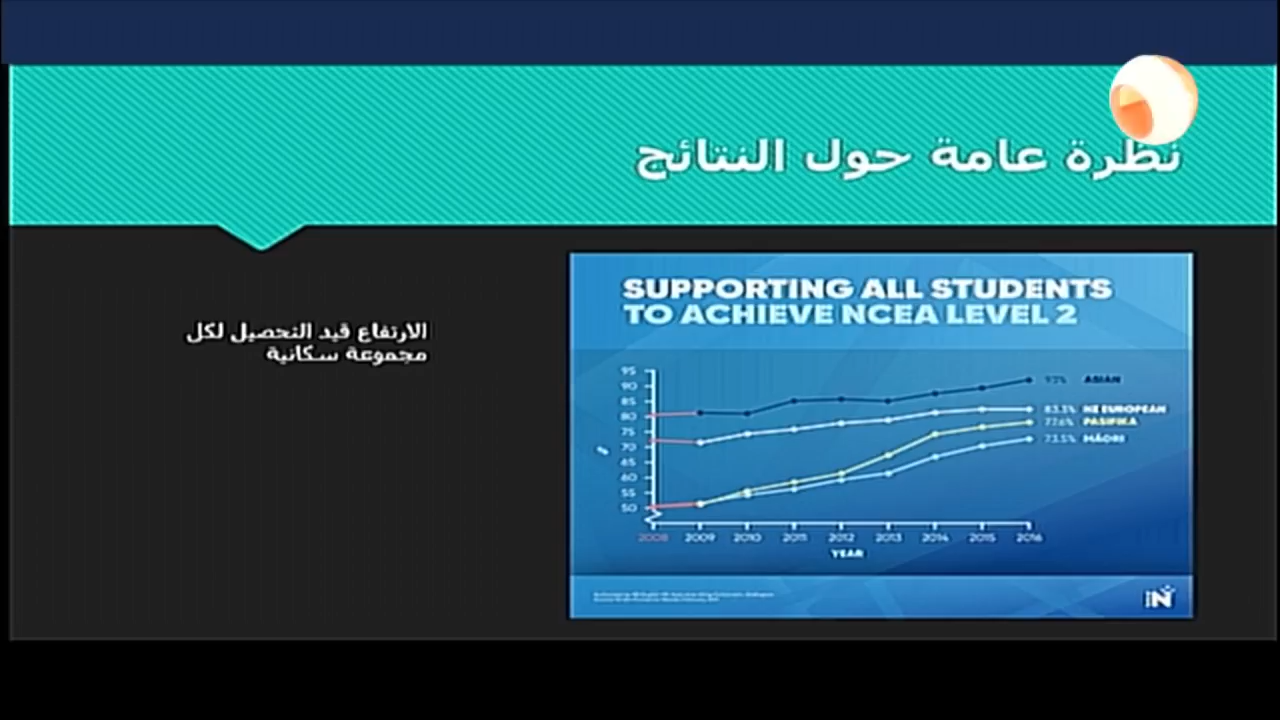 نظرة عامة حول النتائج
الارتفاع قيد التحصيل لكل
مجموعة سكانية
SUPPORTING ALL STUDENTS
TO ACHIEVE NCEA LEVEL 2
95
90
85
80
75
70
65
60
55
50
%
ASIAN
83.3% NZ EUROPEAN
77.6% PASIFIKA
73.5% MĀORI
2008 2009 2010 2011 2012 2013 2014 2015 2016
YEAR
N